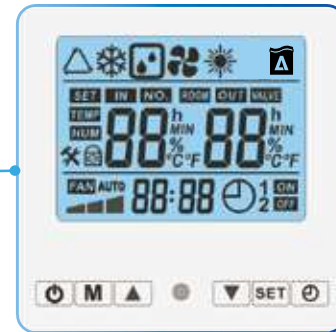 SET IN NO. ROOM OUT VALVE
TEMP 88 h MIN % °C°F 88 h MIN % °C°F
NUM
FAN AUTO 88:88 1 ON
2 OFF
M SET